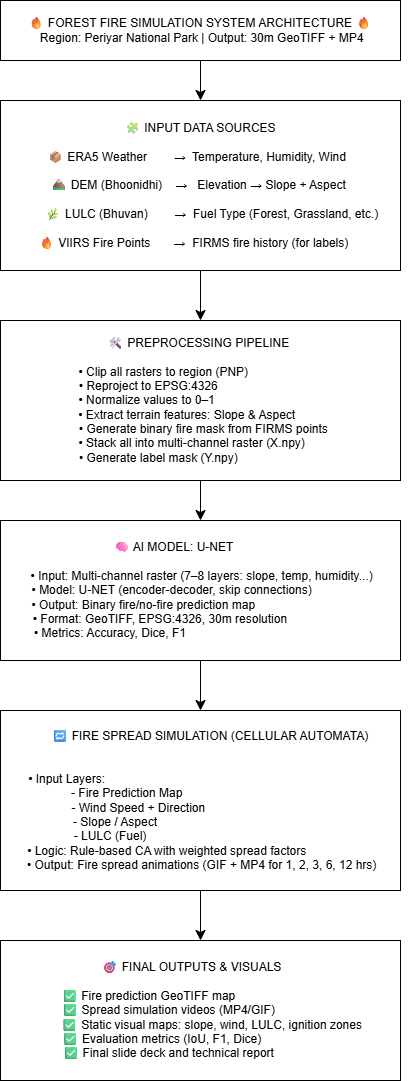 🔥 FOREST FIRE SIMULATION SYSTEM ARCHITECTURE 🔥
Region: Periyar National Park | Output: 30m GeoTIFF + MP4
🧩 INPUT DATA SOURCES
📦 ERA5 Weather → Temperature, Humidity, Wind
⛰️ DEM (Bhoonidhi) → Elevation → Slope + Aspect
🌿 LULC (Bhuvan) → Fuel Type (Forest, Grassland, etc.)
🔥 VIIRS Fire Points → FIRMS fire history (for labels)
🛠️ PREPROCESSING PIPELINE
• Clip all rasters to region (PNP)
• Reproject to EPSG:4326
• Normalize values to 0–1
• Extract terrain features: Slope & Aspect
• Generate binary fire mask from FIRMS points
• Stack all into multi-channel raster (X.npy)
• Generate label mask (Y.npy)
🧠 AI MODEL: U-NET
• Input: Multi-channel raster (7–8 layers: slope, temp, humidity...)
• Model: U-NET (encoder-decoder, skip connections)
• Output: Binary fire/no-fire prediction map
• Format: GeoTIFF, EPSG:4326, 30m resolution
• Metrics: Accuracy, Dice, F1
🔁 FIRE SPREAD SIMULATION (CELLULAR AUTOMATA)
• Input Layers:
- Fire Prediction Map
- Wind Speed + Direction
- Slope / Aspect
- LULC (Fuel)
• Logic: Rule-based CA with weighted spread factors
• Output: Fire spread animations (GIF + MP4 for 1, 2, 3, 6, 12 hrs)
🎯 FINAL OUTPUTS & VISUALS
✅ Fire prediction GeoTIFF map
✅ Spread simulation videos (MP4/GIF)
✅ Static visual maps: slope, wind, LULC, ignition zones
✅ Evaluation metrics (IoU, F1, Dice)
✅ Final slide deck and technical report